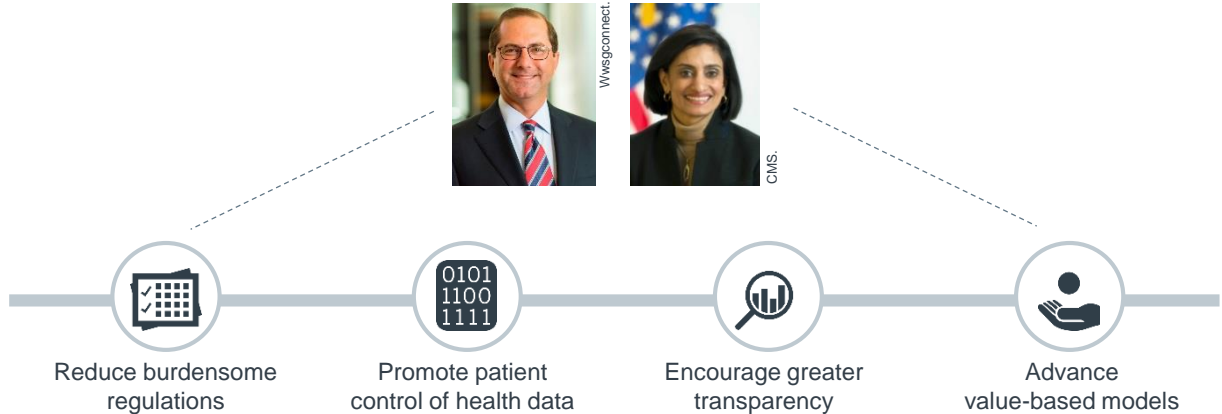 Wwsgconnect.
CMS.
0101
1100
1111
Reduce burdensome
regulations
Promote patient
control of health data
Encourage greater
transparency
Advance
value-based models